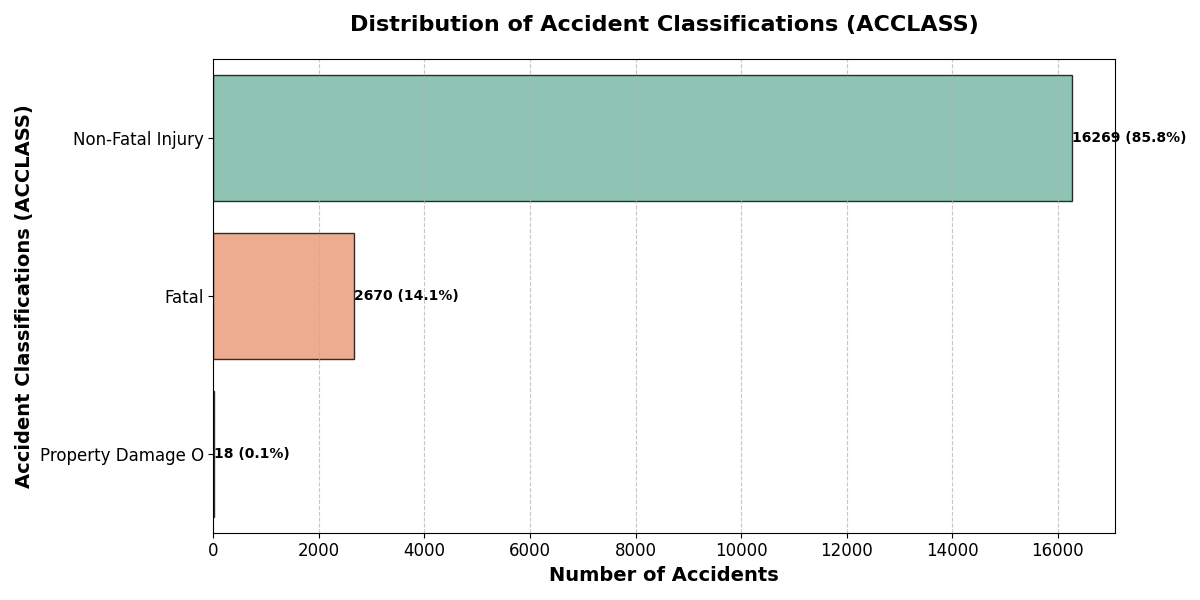 Distribution of Accident Classifications (ACCLASS)
Accident Classifications (ACCLASS)
Non-Fatal Injury
16269 (85.8%)
Fatal
2670 (14.1%)
Property Damage O
18 (0.1%)
0 2000 4000 6000 8000 10000 12000 14000 16000
Number of Accidents